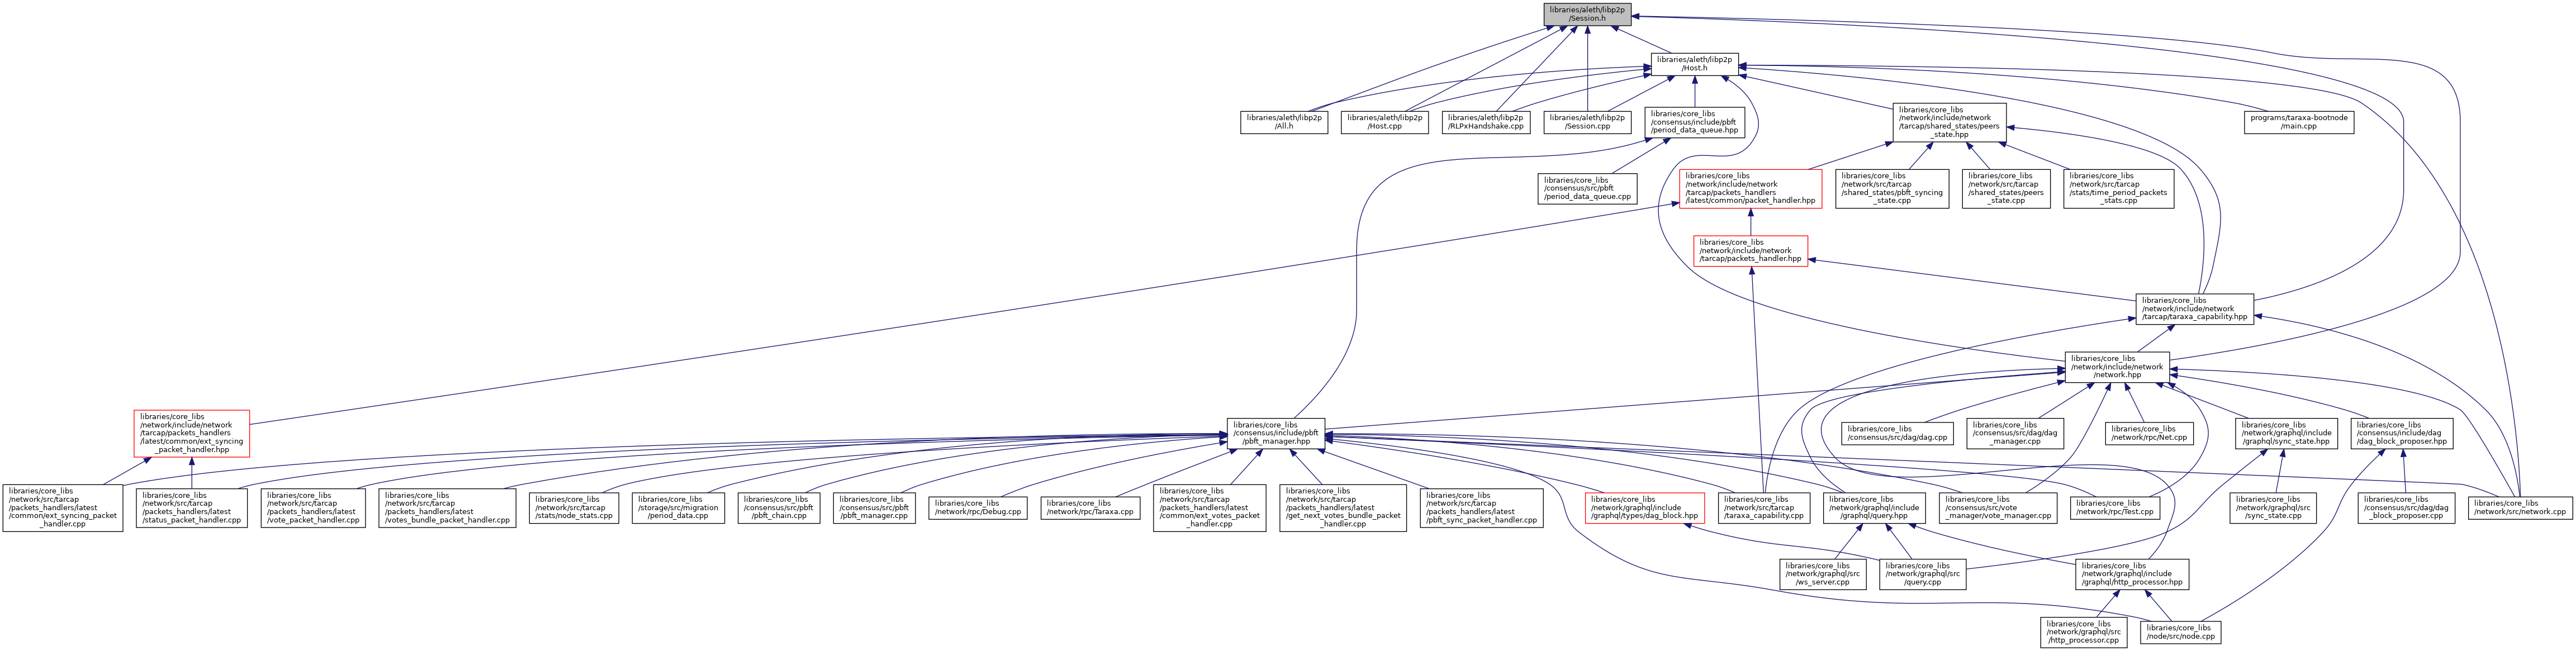 libraries/aleth/libp2p
/Session.h
libraries/aleth/libp2p
/Host.h
libraries/aleth/libp2p
/All.h
libraries/aleth/libp2p
/Host.cpp
libraries/aleth/libp2p
/RLPxHandshake.cpp
libraries/aleth/libp2p
/Session.cpp
libraries/core_libs
/consensus/include/pbft
/period_data_queue.hpp
libraries/core_libs
/network/include/network
/tarcap/shared_states/peers
_state.hpp
programs/taraxa-bootnode
/main.cpp
libraries/core_libs
/consensus/src/pbft
/period_data_queue.cpp
libraries/core_libs
/network/include/network
/tarcap/packets_handlers
/latest/common/packet_handler.hpp
libraries/core_libs
/network/src/tarcap
/shared_states/pbft_syncing
_state.cpp
libraries/core_libs
/network/src/tarcap
/shared_states/peers
_state.cpp
libraries/core_libs
/network/src/tarcap
/stats/time_period_packets
_stats.cpp
libraries/core_libs
/network/include/network
/tarcap/packets_handler.hpp
libraries/core_libs
/network/include/network
/tarcap/taraxa_capability.hpp
libraries/core_libs
/network/include/network
/network.hpp
libraries/core_libs
/network/include/network
/tarcap/packets_handlers
/latest/common/ext_syncing
_packet_handler.hpp
libraries/core_libs
/consensus/include/pbft
/pbft_manager.hpp
libraries/core_libs
/consensus/src/dag/dag.cpp
libraries/core_libs
/consensus/src/dag/dag
_manager.cpp
libraries/core_libs
/network/rpc/Net.cpp
libraries/core_libs
/network/graphql/include
/graphql/sync_state.hpp
libraries/core_libs
/consensus/include/dag
/dag_block_proposer.hpp
libraries/core_libs
/network/src/tarcap
/packets_handlers/latest
/common/ext_syncing_packet
_handler.cpp
libraries/core_libs
/network/src/tarcap
/packets_handlers/latest
/status_packet_handler.cpp
libraries/core_libs
/network/src/tarcap
/packets_handlers/latest
/vote_packet_handler.cpp
libraries/core_libs
/network/src/tarcap
/packets_handlers/latest
/votes_bundle_packet_handler.cpp
libraries/core_libs
/network/src/tarcap
/stats/node_stats.cpp
libraries/core_libs
/storage/src/migration
/period_data.cpp
libraries/core_libs
/consensus/src/pbft
/pbft_chain.cpp
libraries/core_libs
/consensus/src/pbft
/pbft_manager.cpp
libraries/core_libs
/network/rpc/Debug.cpp
libraries/core_libs
/network/rpc/Taraxa.cpp
libraries/core_libs
/network/src/tarcap
/packets_handlers/latest
/common/ext_votes_packet
_handler.cpp
libraries/core_libs
/network/src/tarcap
/packets_handlers/latest
/get_next_votes_bundle_packet
_handler.cpp
libraries/core_libs
/network/src/tarcap
/packets_handlers/latest
/pbft_sync_packet_handler.cpp
libraries/core_libs
/network/graphql/include
/graphql/types/dag_block.hpp
libraries/core_libs
/network/src/tarcap
/taraxa_capability.cpp
libraries/core_libs
/network/graphql/include
/graphql/query.hpp
libraries/core_libs
/consensus/src/vote
_manager/vote_manager.cpp
libraries/core_libs
/network/rpc/Test.cpp
libraries/core_libs
/network/graphql/src
/sync_state.cpp
libraries/core_libs
/consensus/src/dag/dag
_block_proposer.cpp
libraries/core_libs
/network/src/network.cpp
libraries/core_libs
/network/graphql/src
/ws_server.cpp
libraries/core_libs
/network/graphql/src
/query.cpp
libraries/core_libs
/network/graphql/include
/graphql/http_processor.hpp
libraries/core_libs
/network/graphql/src
/http_processor.cpp
libraries/core_libs
/node/src/node.cpp